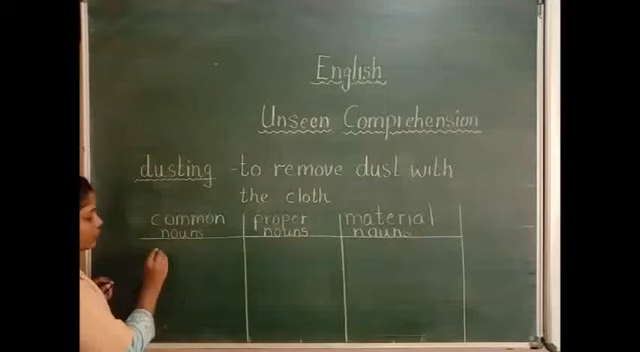 English
Unseen Comprehension
dusting - to remove dust with
the cloth
common proper material
nouns nouns nouns